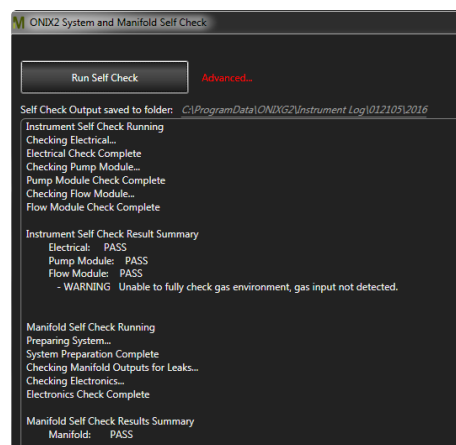 M ONIX2 System and Manifold Self Check
Run Self Check Advanced...
Self Check Output saved to folder: C:\ProgramData\ONIXG2\Instrument Log\012105\2016
Instrument Self Check Running
Checking Electrical...
Electrical Check Complete
Checking Pump Module...
Pump Module Check Complete
Checking Flow Module...
Flow Module Check Complete
Instrument Self Check Result Summary
Electrical: PASS
Pump Module: PASS
Flow Module: PASS
- WARNING Unable to fully check gas environment, gas input not detected.
Manifold Self Check Running
Preparing System...
System Preparation Complete
Checking Manifold Outputs for Leaks...
Checking Electronics...
Electronics Check Complete
Manifold Self Check Results Summary
Manifold: PASS